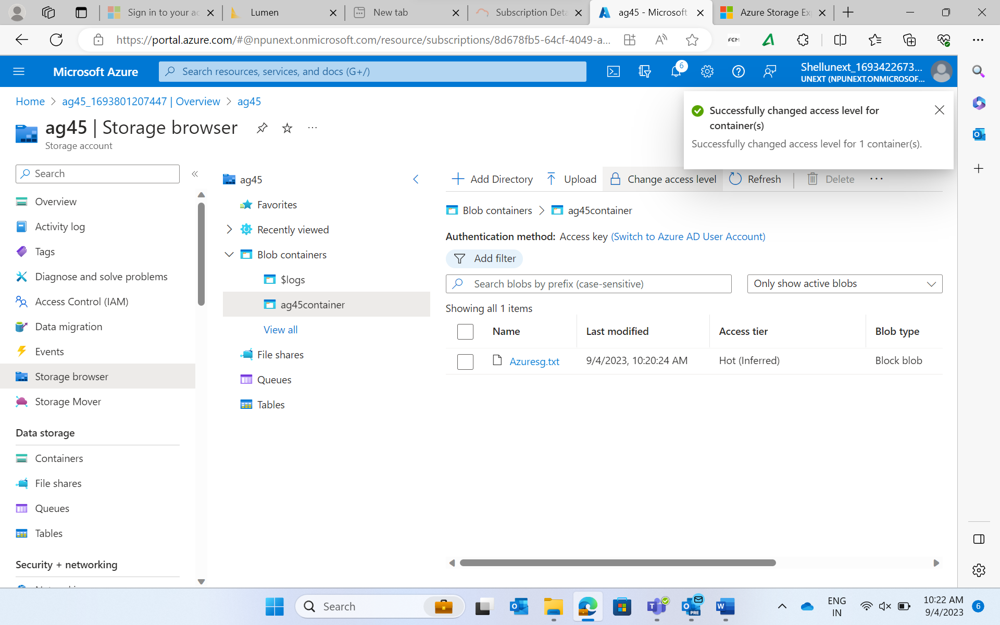 Sign in to your ac
Lumen
New tab
Subscription Deta
ag45 - Microsoft
Azure Storage Ex
https://portal.azure.com/#@npunext.onmicrosoft.com/resource/subscriptions/8d678fb5-64cf-4049-a...
FCM
Microsoft Azure
Search resources, services, and docs (G+/)
6
Shellunext_1693422673...
UNEXT (NPUNEXT.ONMICROSOF...
Home > ag45_1693801207447 | Overview > ag45
ag45 | Storage browser
Storage account
Successfully changed access level for
container(s)
Successfully changed access level for 1 container(s).
Search
Overview
Activity log
Tags
Diagnose and solve problems
Access Control (IAM)
Data migration
Events
Storage browser
Storage Mover
Data storage
Containers
File shares
Queues
Tables
Security + networking
ag45
Favorites
Recently viewed
Blob containers
$logs
ag45container
View all
File shares
Queues
Tables
Add Directory
Upload
Change access level
Refresh
Delete
Blob containers > ag45container
Authentication method: Access key (Switch to Azure AD User Account)
Add filter
Search blobs by prefix (case-sensitive)
Only show active blobs
Showing all 1 items
Name Last modified Access tier Blob type
Azuresg.txt 9/4/2023, 10:20:24 AM Hot (Inferred) Block blob
Search
PRE
ENG
IN
10:22 AM
9/4/2023
6